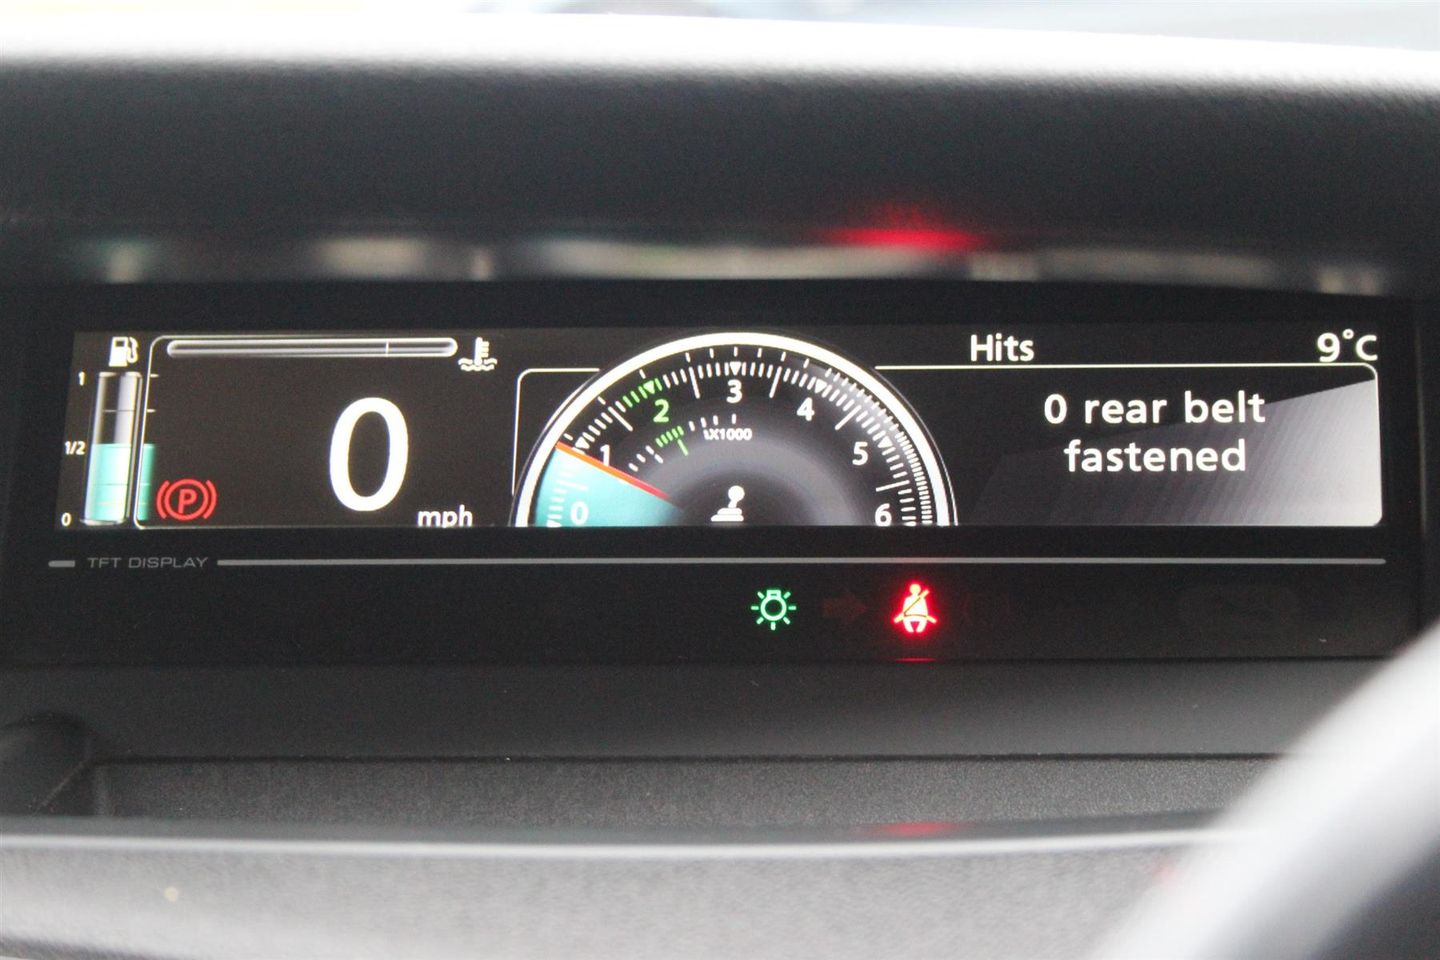 Hits
9°C
1
1/2
0
0
mph
P
0
1
2
3
4
5
6
X1000
0 rear belt
fastened
TFT DISPLAY